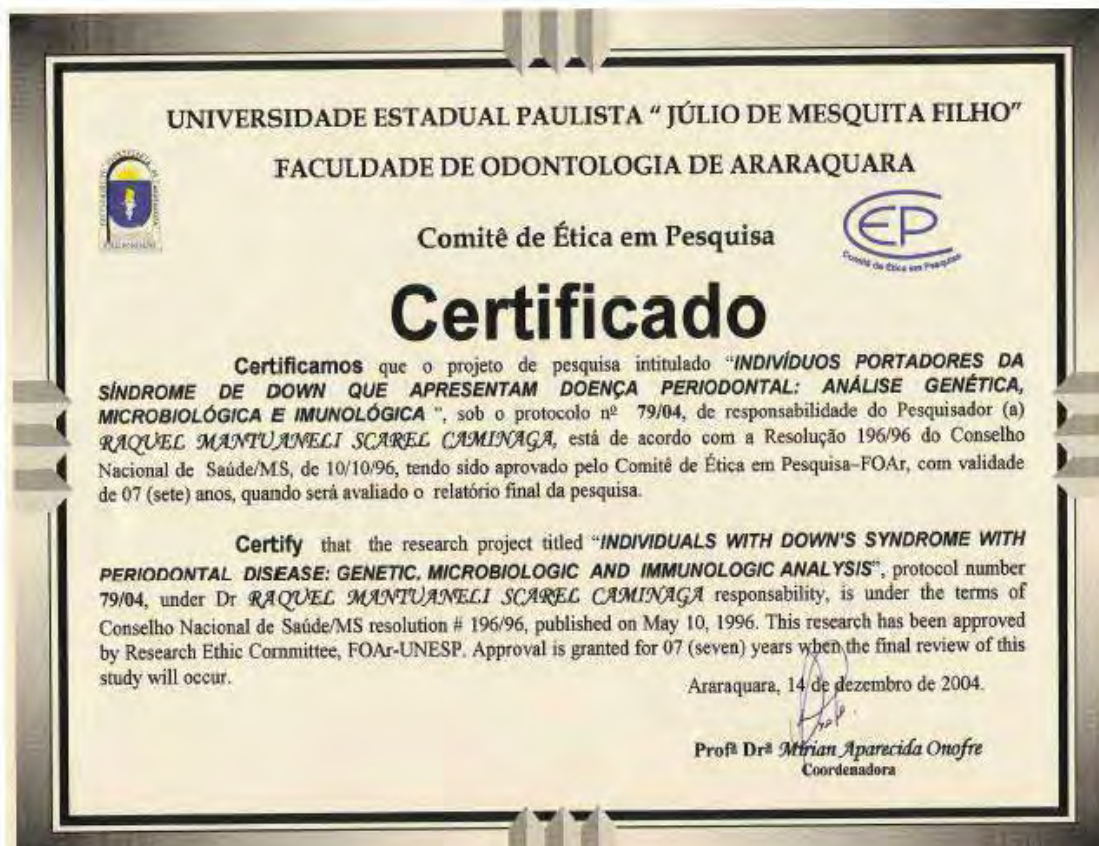 UNIVERSIDADE ESTADUAL PAULISTA " JÚLIO DE MESQUITA FILHO"
FACULDADE DE ODONTOLOGIA DE ARARAQUARA
Comitê de Ética em Pesquisa
CEP
Comitê de Ética em Pesquisa
Certificado
Certificamos que o projeto de pesquisa intitulado "INDIVÍDUOS PORTADORES DA
SÍNDROME DE DOWN QUE APRESENTAM DOENÇA PERIODONTAL: ANÁLISE GENÉTICA,
MICROBIOLÓGICA E IMUNOLÓGICA ", sob o protocolo nº 79/04, de responsabilidade do Pesquisador (a)
RAQUEL MANTUANELI SCAREL CAMINAGA, está de acordo com a Resolução 196/96 do Conselho
Nacional de Saúde/MS, de 10/10/96, tendo sido aprovado pelo Comitê de Ética em Pesquisa-FOAr, com validade
de 07 (sete) anos, quando será avaliado o relatório final da pesquisa.
Certify that the research project titled "INDIVIDUALS WITH DOWN'S SYNDROME WITH
PERIODONTAL DISEASE: GENETIC, MICROBIOLOGIC AND IMMUNOLOGIC ANALYSIS", protocol number
79/04, under Dr RAQUEL MANTUANELI SCAREL CAMINAGA responsability, is under the terms of
Conselho Nacional de Saúde/MS resolution # 196/96, published on May 10, 1996. This research has been approved
by Research Ethic Committee, FOAr-UNESP. Approval is granted for 07 (seven) years when the final review of this
study will occur.
Araraquara, 14 de dezembro de 2004.
Profª Drª Mirian Aparecida Onofre
Coordenadora